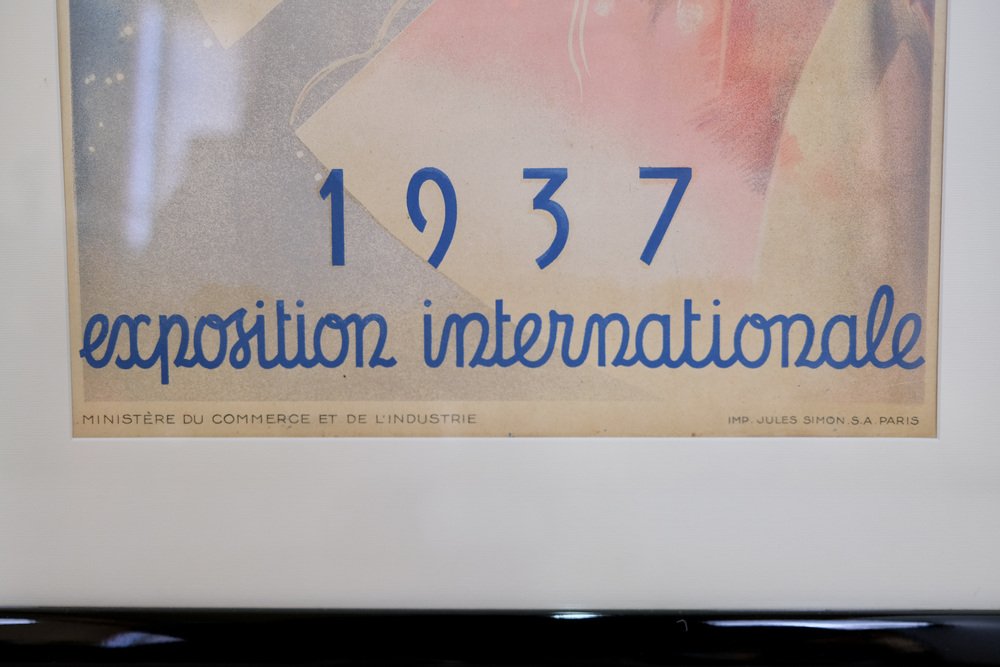 1937
exposition internationale
MINISTÈRE DU COMMERCE ET DE L'INDUSTRIE
IMP. JULES SIMON.S.A.PARIS